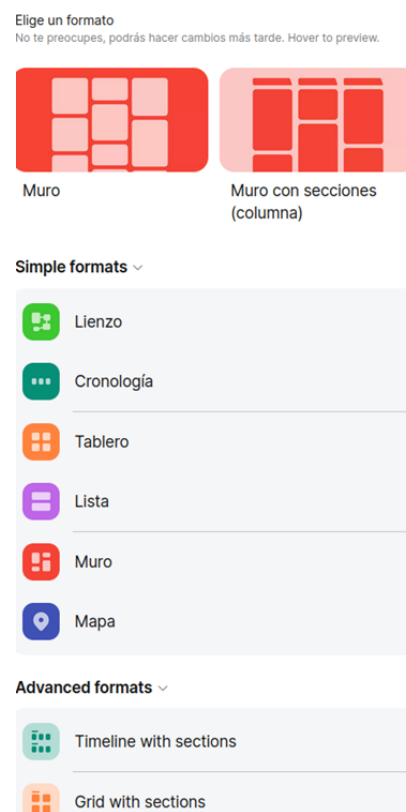 Elige un formato
No te preocupes, podrás hacer cambios más tarde. Hover to preview.
Muro
Muro con secciones
(columna)
Simple formats
Lienzo
Cronología
Tablero
Lista
Muro
Mapa
Advanced formats
Timeline with sections
Grid with sections